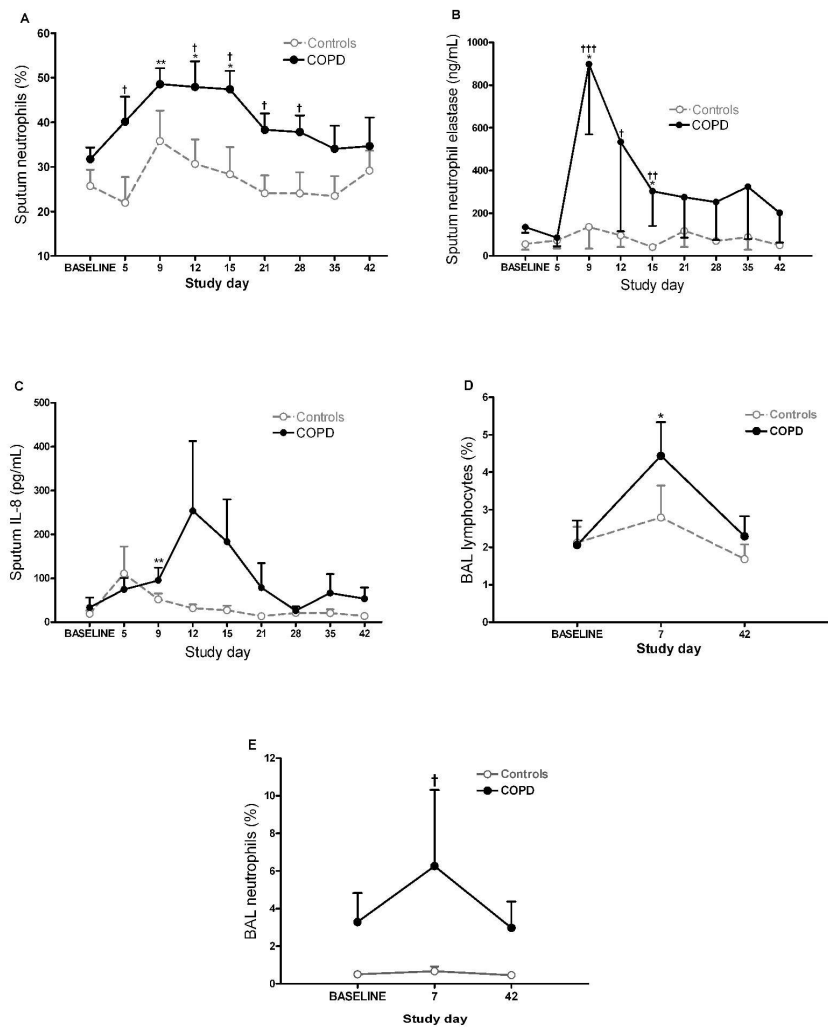 A
Sputum neutrophils (%)
60
50
40
30
20
10
Controls
COPD
†
**
†
*
†
*
†
†
BASELINE 5 9 12 15 21 28 35 42
Study day
B
Sputum neutrophil elastase (ng/mL)
1000
800
600
400
200
0
Controls
COPD
†††
*
†
††
*
BASELINE 5 9 12 15 21 28 35 42
Study day
C
Sputum IL-8 (pg/mL)
500
400
300
200
100
0
Controls
COPD
**
BASELINE 5 9 12 15 21 28 35 42
Study day
D
BAL lymphocytes (%)
6
5
4
3
2
1
0
Controls
COPD
*
BASELINE 7 42
Study day
E
BAL neutrophils (%)
12
10
8
6
4
2
0
Controls
COPD
†
BASELINE 7 42
Study day